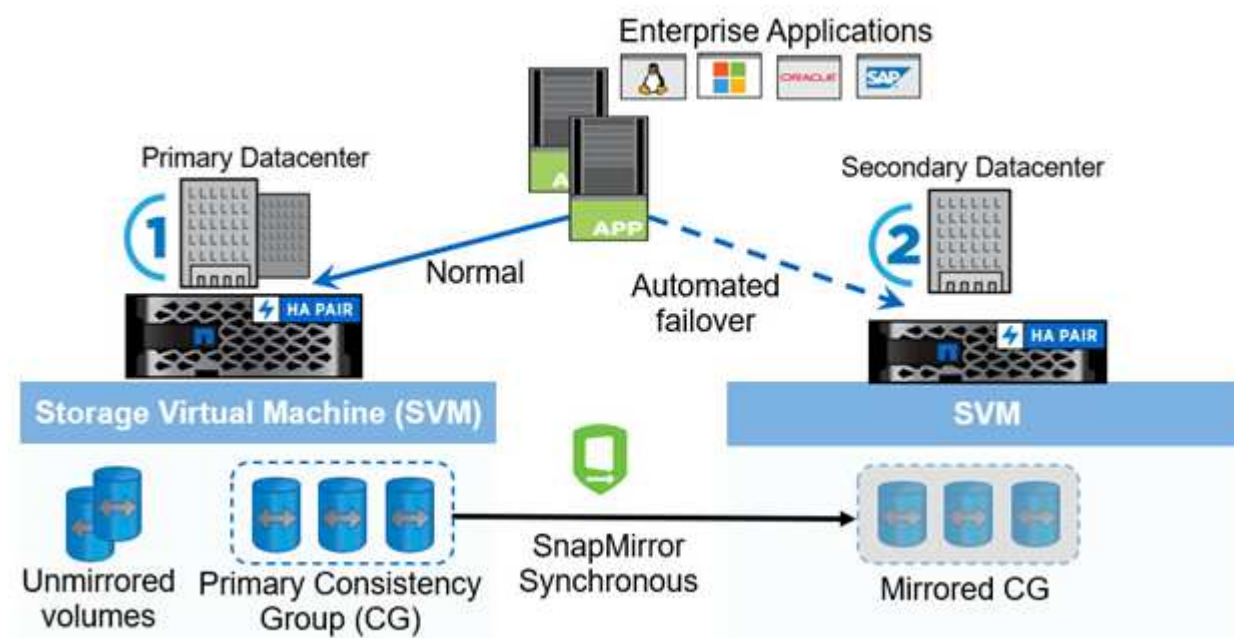 Enterprise Applications
ORACLE
SAP
Primary Datacenter
1
A
APP
Secondary Datacenter
2
Normal
Automated
failover
HA PAIR
HA PAIR
Storage Virtual Machine (SVM)
SVM
Unmirrored
volumes
Primary Consistency
Group (CG)
SnapMirror
Synchronous
Mirrored CG